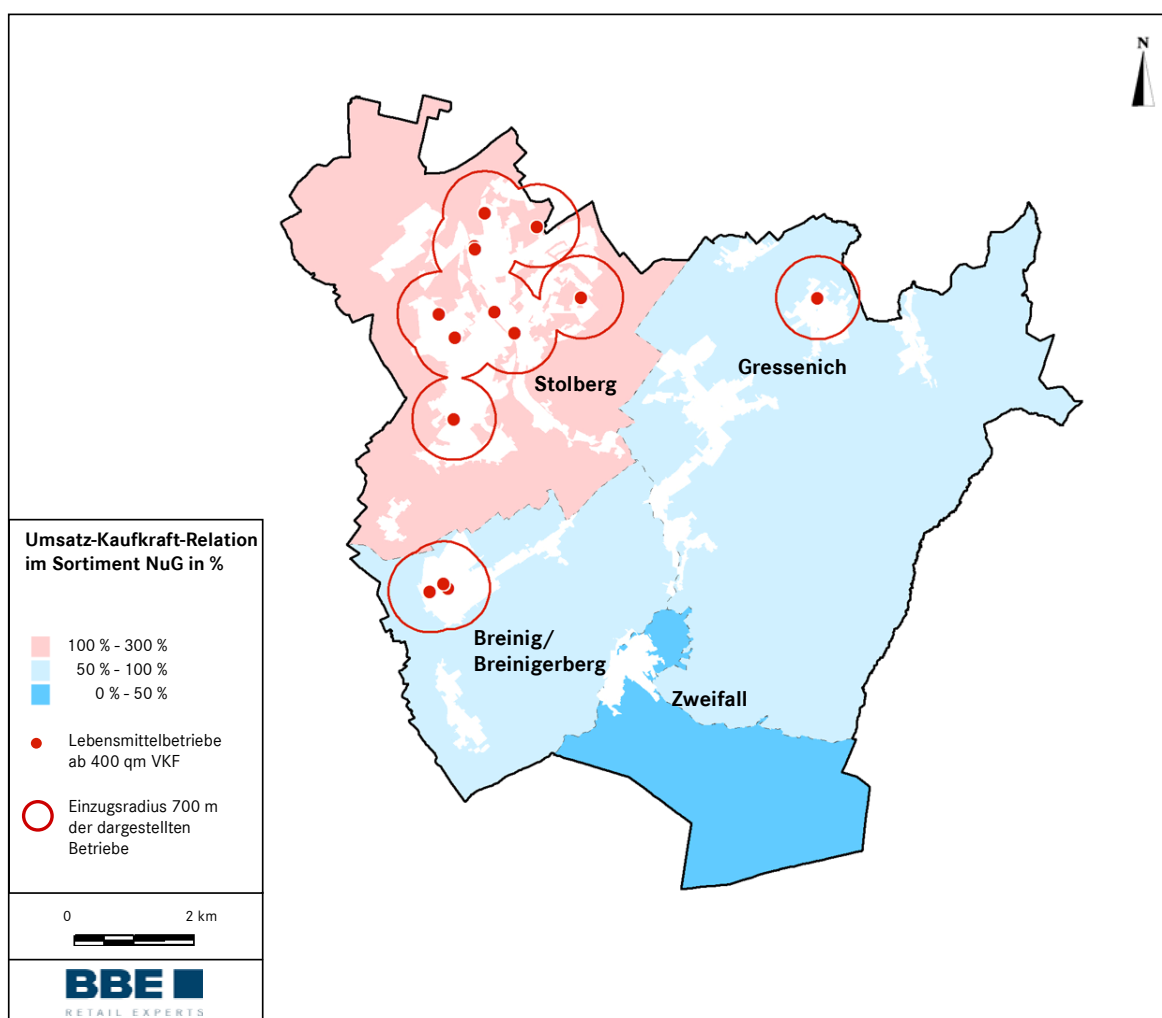 N
Gressenich
Stolberg
Breinig/
Breinigerberg
Zweifall
Umsatz-Kaufkraft-Relation
im Sortiment NuG in %
100 % - 300 %
50 % - 100 %
0 % - 50 %
Lebensmittelbetriebe
ab 400 qm VKF
Einzugsradius 700 m
der dargestellten
Betriebe
0 2 km
BBE
RETAIL EXPERTS